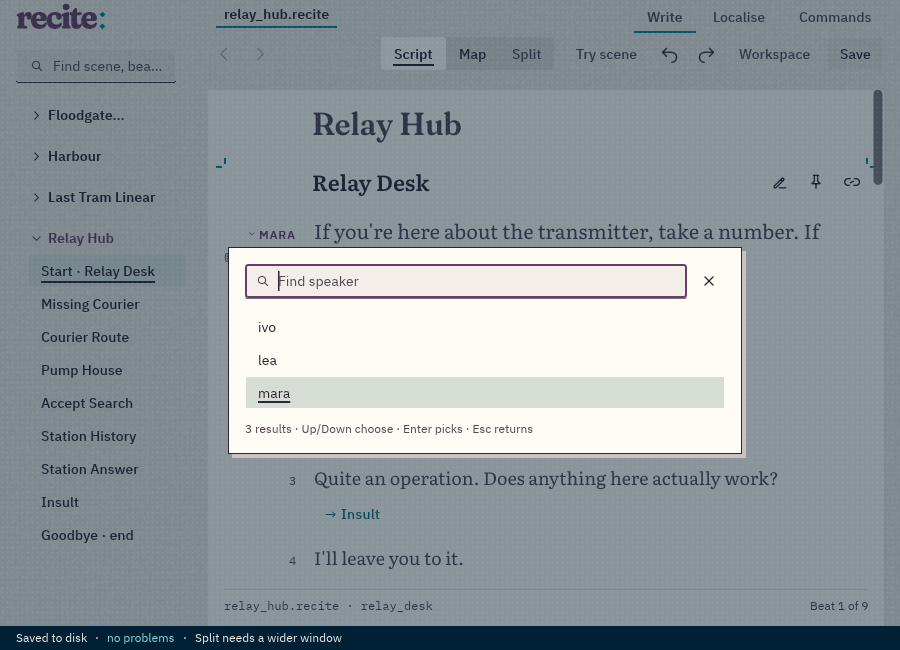 recite:
relay_hub.recite
Write Localise Commands
Find scene, bea...
Script Map Split Try scene Workspace Save
Floodgate...
Harbour
Last Tram Linear
Relay Hub
Start · Relay Desk
Missing Courier
Courier Route
Pump House
Accept Search
Station History
Station Answer
Insult
Goodbye · end
Relay Hub
Relay Desk
MARA If you're here about the transmitter, take a number. If
Find speaker
ivo
lea
mara
3 results · Up/Down choose · Enter picks · Esc returns
3 Quite an operation. Does anything here actually work?
→ Insult
4 I'll leave you to it.
relay_hub.recite · relay_desk Beat 1 of 9
Saved to disk · no problems · Split needs a wider window